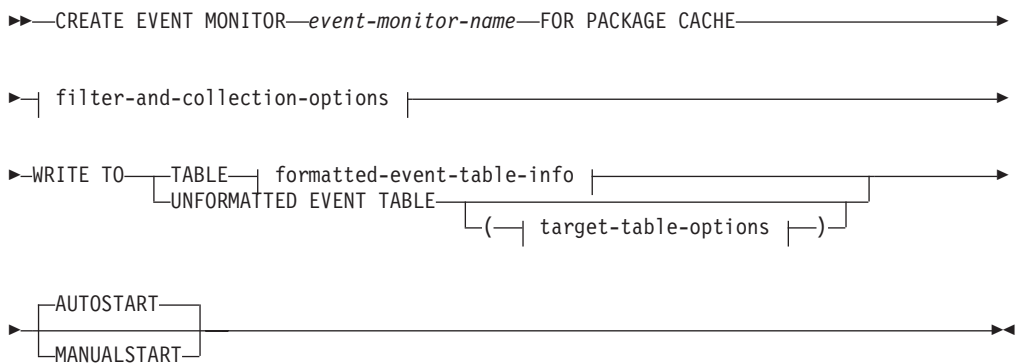 CREATE EVENT MONITOR event-monitor-name FOR PACKAGE CACHE
filter-and-collection-options
WRITE TO TABLE formatted-event-table-info
UNFORMATTED EVENT TABLE
( target-table-options )
AUTOSTART
MANUALSTART